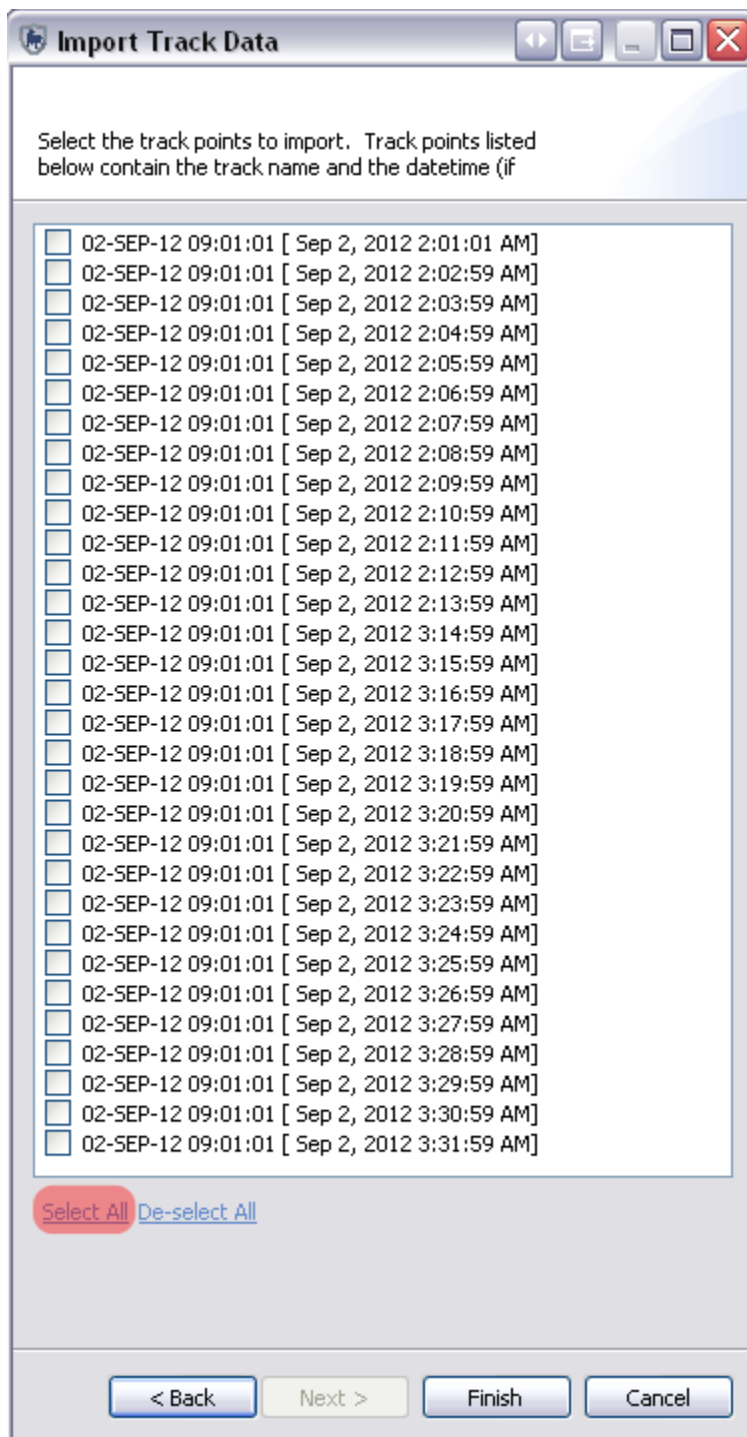 Import Track Data
Select the track points to import. Track points listed
below contain the track name and the datetime (if
02-SEP-12 09:01:01 [ Sep 2, 2012 2:01:01 AM]
02-SEP-12 09:01:01 [ Sep 2, 2012 2:02:59 AM]
02-SEP-12 09:01:01 [ Sep 2, 2012 2:03:59 AM]
02-SEP-12 09:01:01 [ Sep 2, 2012 2:04:59 AM]
02-SEP-12 09:01:01 [ Sep 2, 2012 2:05:59 AM]
02-SEP-12 09:01:01 [ Sep 2, 2012 2:06:59 AM]
02-SEP-12 09:01:01 [ Sep 2, 2012 2:07:59 AM]
02-SEP-12 09:01:01 [ Sep 2, 2012 2:08:59 AM]
02-SEP-12 09:01:01 [ Sep 2, 2012 2:09:59 AM]
02-SEP-12 09:01:01 [ Sep 2, 2012 2:10:59 AM]
02-SEP-12 09:01:01 [ Sep 2, 2012 2:11:59 AM]
02-SEP-12 09:01:01 [ Sep 2, 2012 2:12:59 AM]
02-SEP-12 09:01:01 [ Sep 2, 2012 2:13:59 AM]
02-SEP-12 09:01:01 [ Sep 2, 2012 3:14:59 AM]
02-SEP-12 09:01:01 [ Sep 2, 2012 3:15:59 AM]
02-SEP-12 09:01:01 [ Sep 2, 2012 3:16:59 AM]
02-SEP-12 09:01:01 [ Sep 2, 2012 3:17:59 AM]
02-SEP-12 09:01:01 [ Sep 2, 2012 3:18:59 AM]
02-SEP-12 09:01:01 [ Sep 2, 2012 3:19:59 AM]
02-SEP-12 09:01:01 [ Sep 2, 2012 3:20:59 AM]
02-SEP-12 09:01:01 [ Sep 2, 2012 3:21:59 AM]
02-SEP-12 09:01:01 [ Sep 2, 2012 3:22:59 AM]
02-SEP-12 09:01:01 [ Sep 2, 2012 3:23:59 AM]
02-SEP-12 09:01:01 [ Sep 2, 2012 3:24:59 AM]
02-SEP-12 09:01:01 [ Sep 2, 2012 3:25:59 AM]
02-SEP-12 09:01:01 [ Sep 2, 2012 3:26:59 AM]
02-SEP-12 09:01:01 [ Sep 2, 2012 3:27:59 AM]
02-SEP-12 09:01:01 [ Sep 2, 2012 3:28:59 AM]
02-SEP-12 09:01:01 [ Sep 2, 2012 3:29:59 AM]
02-SEP-12 09:01:01 [ Sep 2, 2012 3:30:59 AM]
02-SEP-12 09:01:01 [ Sep 2, 2012 3:31:59 AM]
Select All De-select All
< Back Next > Finish Cancel